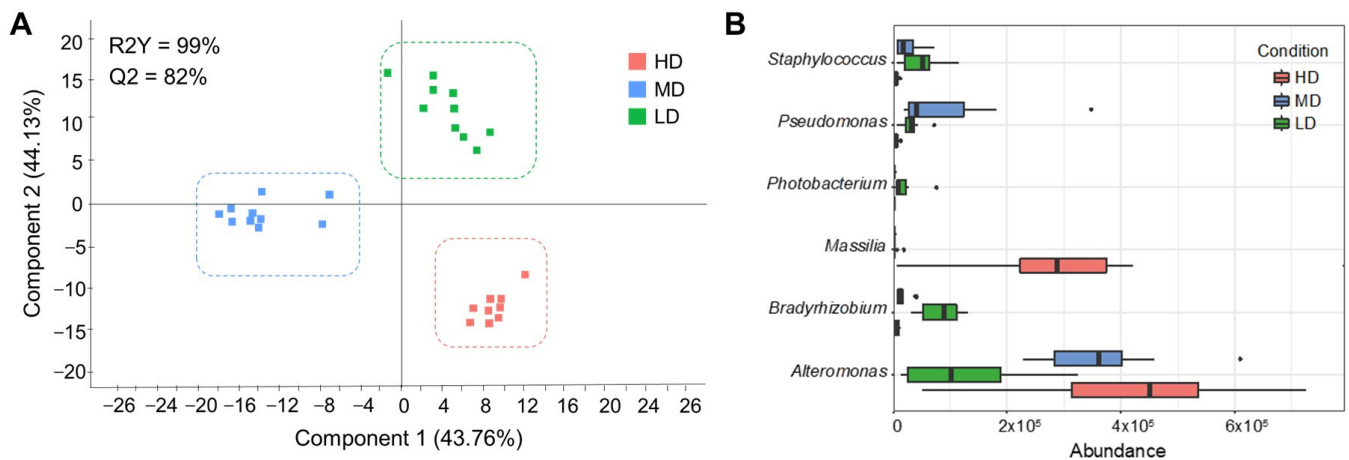 A
R2Y = 99%
Q2 = 82%
HD
MD
LD
20
15
10
5
0
−5
−10
−15
−20
Component 2 (44.13%)
−26 −24 −20 −16 −12 −8 −4 0 4 8 12 16 20 24 26
Component 1 (43.76%)
B
Staphylococcus
Pseudomonas
Photobacterium
Massilia
Bradyrhizobium
Alteromonas
Condition
HD
MD
LD
0 2x10⁵ 4x10⁵ 6x10⁵
Abundance